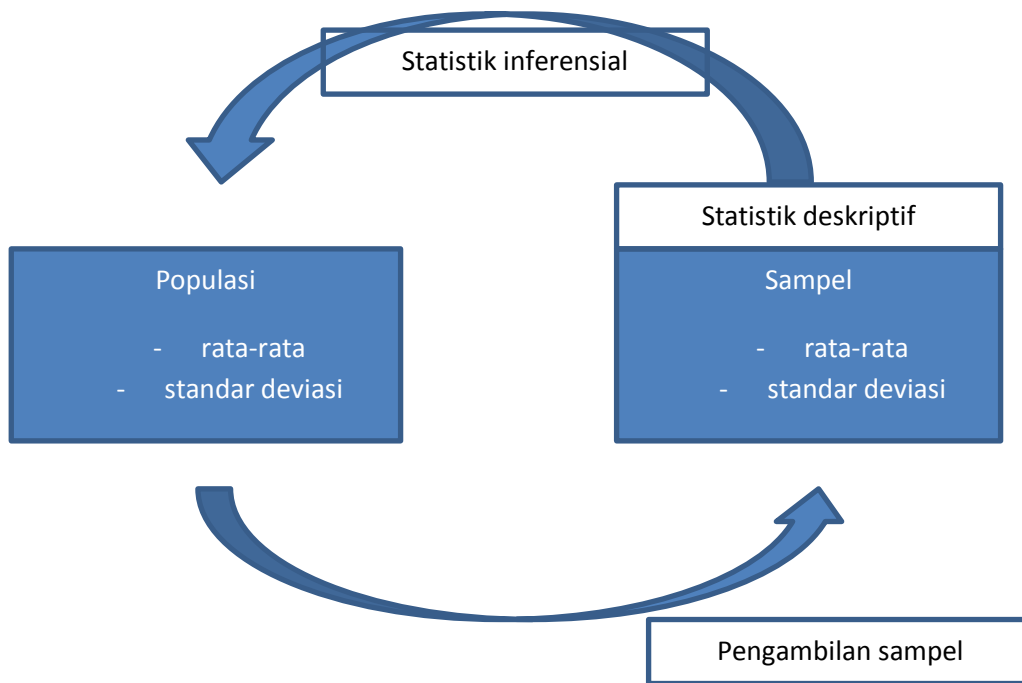 Statistik inferensial
Statistik deskriptif
Populasi
- rata-rata
- standar deviasi
Sampel
- rata-rata
- standar deviasi
Pengambilan sampel